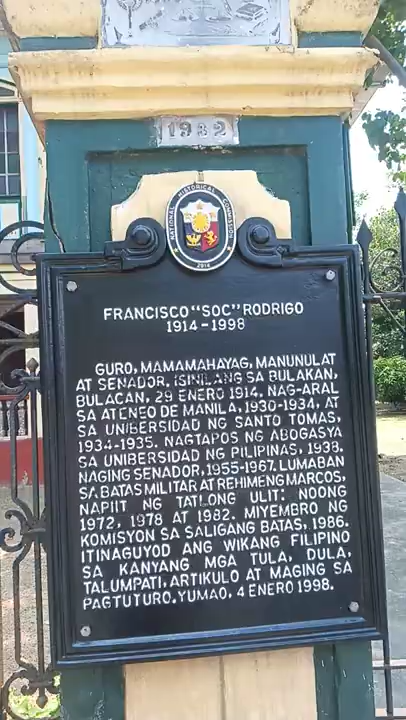 1932
NATIONAL HISTORICAL COMMISSION
2014
FRANCISCO "SOC" RODRIGO
1914-1998
GURO, MAMAMAHAYAG, MANUNULAT
AT SENADOR. ISINILANG SA BULAKAN,
BULACAN, 29 ENERO 1914. NAG-ARAL
SA ATENEO DE MANILA, 1930-1934, AT
SA UNIBERSIDAD NG SANTO TOMAS,
1934-1935. NAGTAPOS NG ABOGASYA
SA UNIBERSIDAD NG PILIPINAS, 1938.
NAGING SENADOR, 1955-1967. LUMABAN
SA BATAS MILITAR AT REHIMENG MARCOS,
NAPIIT NG TATLONG ULIT: NOONG
1972, 1978 AT 1982. MIYEMBRO NG
KOMISYON SA SALIGANG BATAS, 1986.
ITINAGUYOD ANG WIKANG FILIPINO
SA KANYANG MGA TULA, DULA,
TALUMPATI, ARTIKULO AT MAGING SA
PAGTUTURO. YUMAO, 4 ENERO 1998.